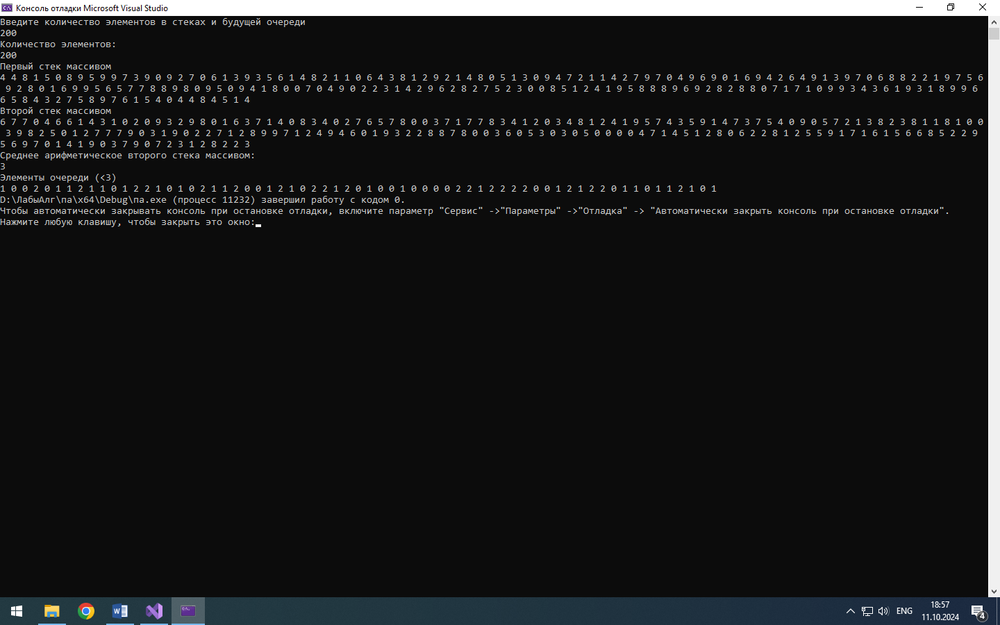 Консоль отладки Microsoft Visual Studio
Введите количество элементов в стеках и будущей очереди
200
Количество элементов:
200
Первый стек массивом
4 4 8 1 5 0 8 9 5 9 9 7 3 9 0 9 2 7 0 6 1 3 9 3 5 6 1 4 8 2 1 1 0 6 4 3 8 1 2 9 2 1 4 8 0 5 1 3 0 9 4 7 2 1 1 4 2 7 9 7 0 4 9 6 9 0 1 6 9 4 2 6 4 9 1 3 9 7 0 6 8 8 2 2 1 9 7 5 6
9 2 8 0 1 6 9 9 5 6 5 7 7 8 8 9 8 0 9 5 0 9 4 1 8 0 0 7 0 4 9 0 2 2 3 1 4 2 9 6 2 8 2 7 5 2 3 0 0 8 5 1 2 4 1 9 5 8 8 8 9 6 9 2 8 2 8 8 0 7 1 7 1 0 9 9 3 4 3 6 1 9 3 1 8 9 9 6
6 5 8 4 3 2 7 5 8 9 7 6 1 5 4 0 4 4 8 4 5 1 4
Второй стек массивом
6 7 7 0 4 6 6 1 4 3 1 0 2 0 9 3 2 9 8 0 1 6 3 7 1 4 0 8 3 4 0 2 7 6 5 7 8 0 0 3 7 1 7 7 8 3 4 1 2 0 3 4 8 1 2 4 1 9 5 7 4 3 5 9 1 4 7 3 7 5 4 0 9 0 5 7 2 1 3 8 2 3 8 1 1 8 1 0 0
3 9 8 2 5 0 1 2 7 7 7 9 0 3 1 9 0 2 2 7 1 2 8 9 9 7 1 2 4 9 4 6 0 1 9 3 2 2 8 8 7 8 0 0 3 6 0 5 3 0 3 0 5 0 0 0 0 4 7 1 4 5 1 2 8 0 6 2 2 8 1 2 5 5 9 1 7 1 6 1 5 6 6 8 5 2 2 9
5 6 9 7 0 1 4 1 9 0 3 7 9 0 7 2 3 1 2 8 2 2 3
Среднее арифметическое второго стека массивом:
3
Элементы очереди (<3)
1 0 0 2 0 1 1 2 1 1 0 1 2 2 1 0 1 0 2 1 1 2 0 0 1 2 1 0 2 2 1 2 0 1 0 0 1 0 0 0 0 2 2 1 2 2 2 2 0 0 1 2 1 2 2 0 1 1 0 1 1 2 1 0 1
D:\ЛабыАлг\па\x64\Debug\па.exe (процесс 11232) завершил работу с кодом 0.
Чтобы автоматически закрывать консоль при остановке отладки, включите параметр "Сервис" ->"Параметры" ->"Отладка" -> "Автоматически закрыть консоль при остановке отладки".
Нажмите любую клавишу, чтобы закрыть это окно:
ENG
18:57
11.10.2024
4